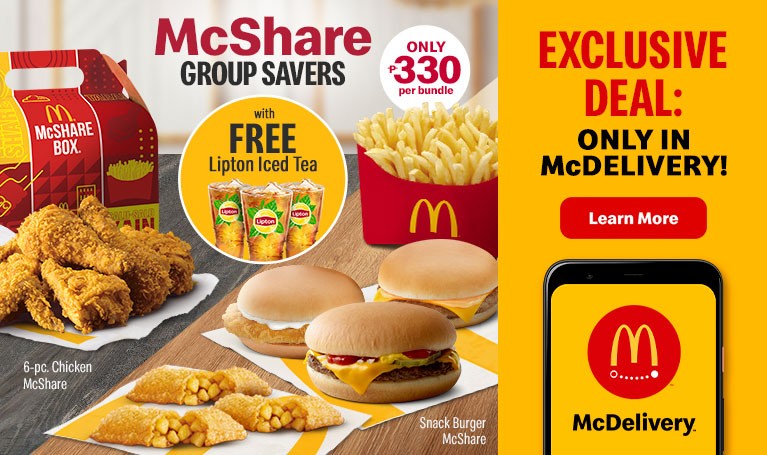 McShare
GROUP SAVERS
ONLY
₱330
per bundle
with
FREE
Lipton Iced Tea
Lipton
Lipton
Lipton
McSHARE
BOX.
6-pc. Chicken
McShare
Snack Burger
McShare
EXCLUSIVE
DEAL:
ONLY IN
McDELIVERY!
Learn More
McDelivery